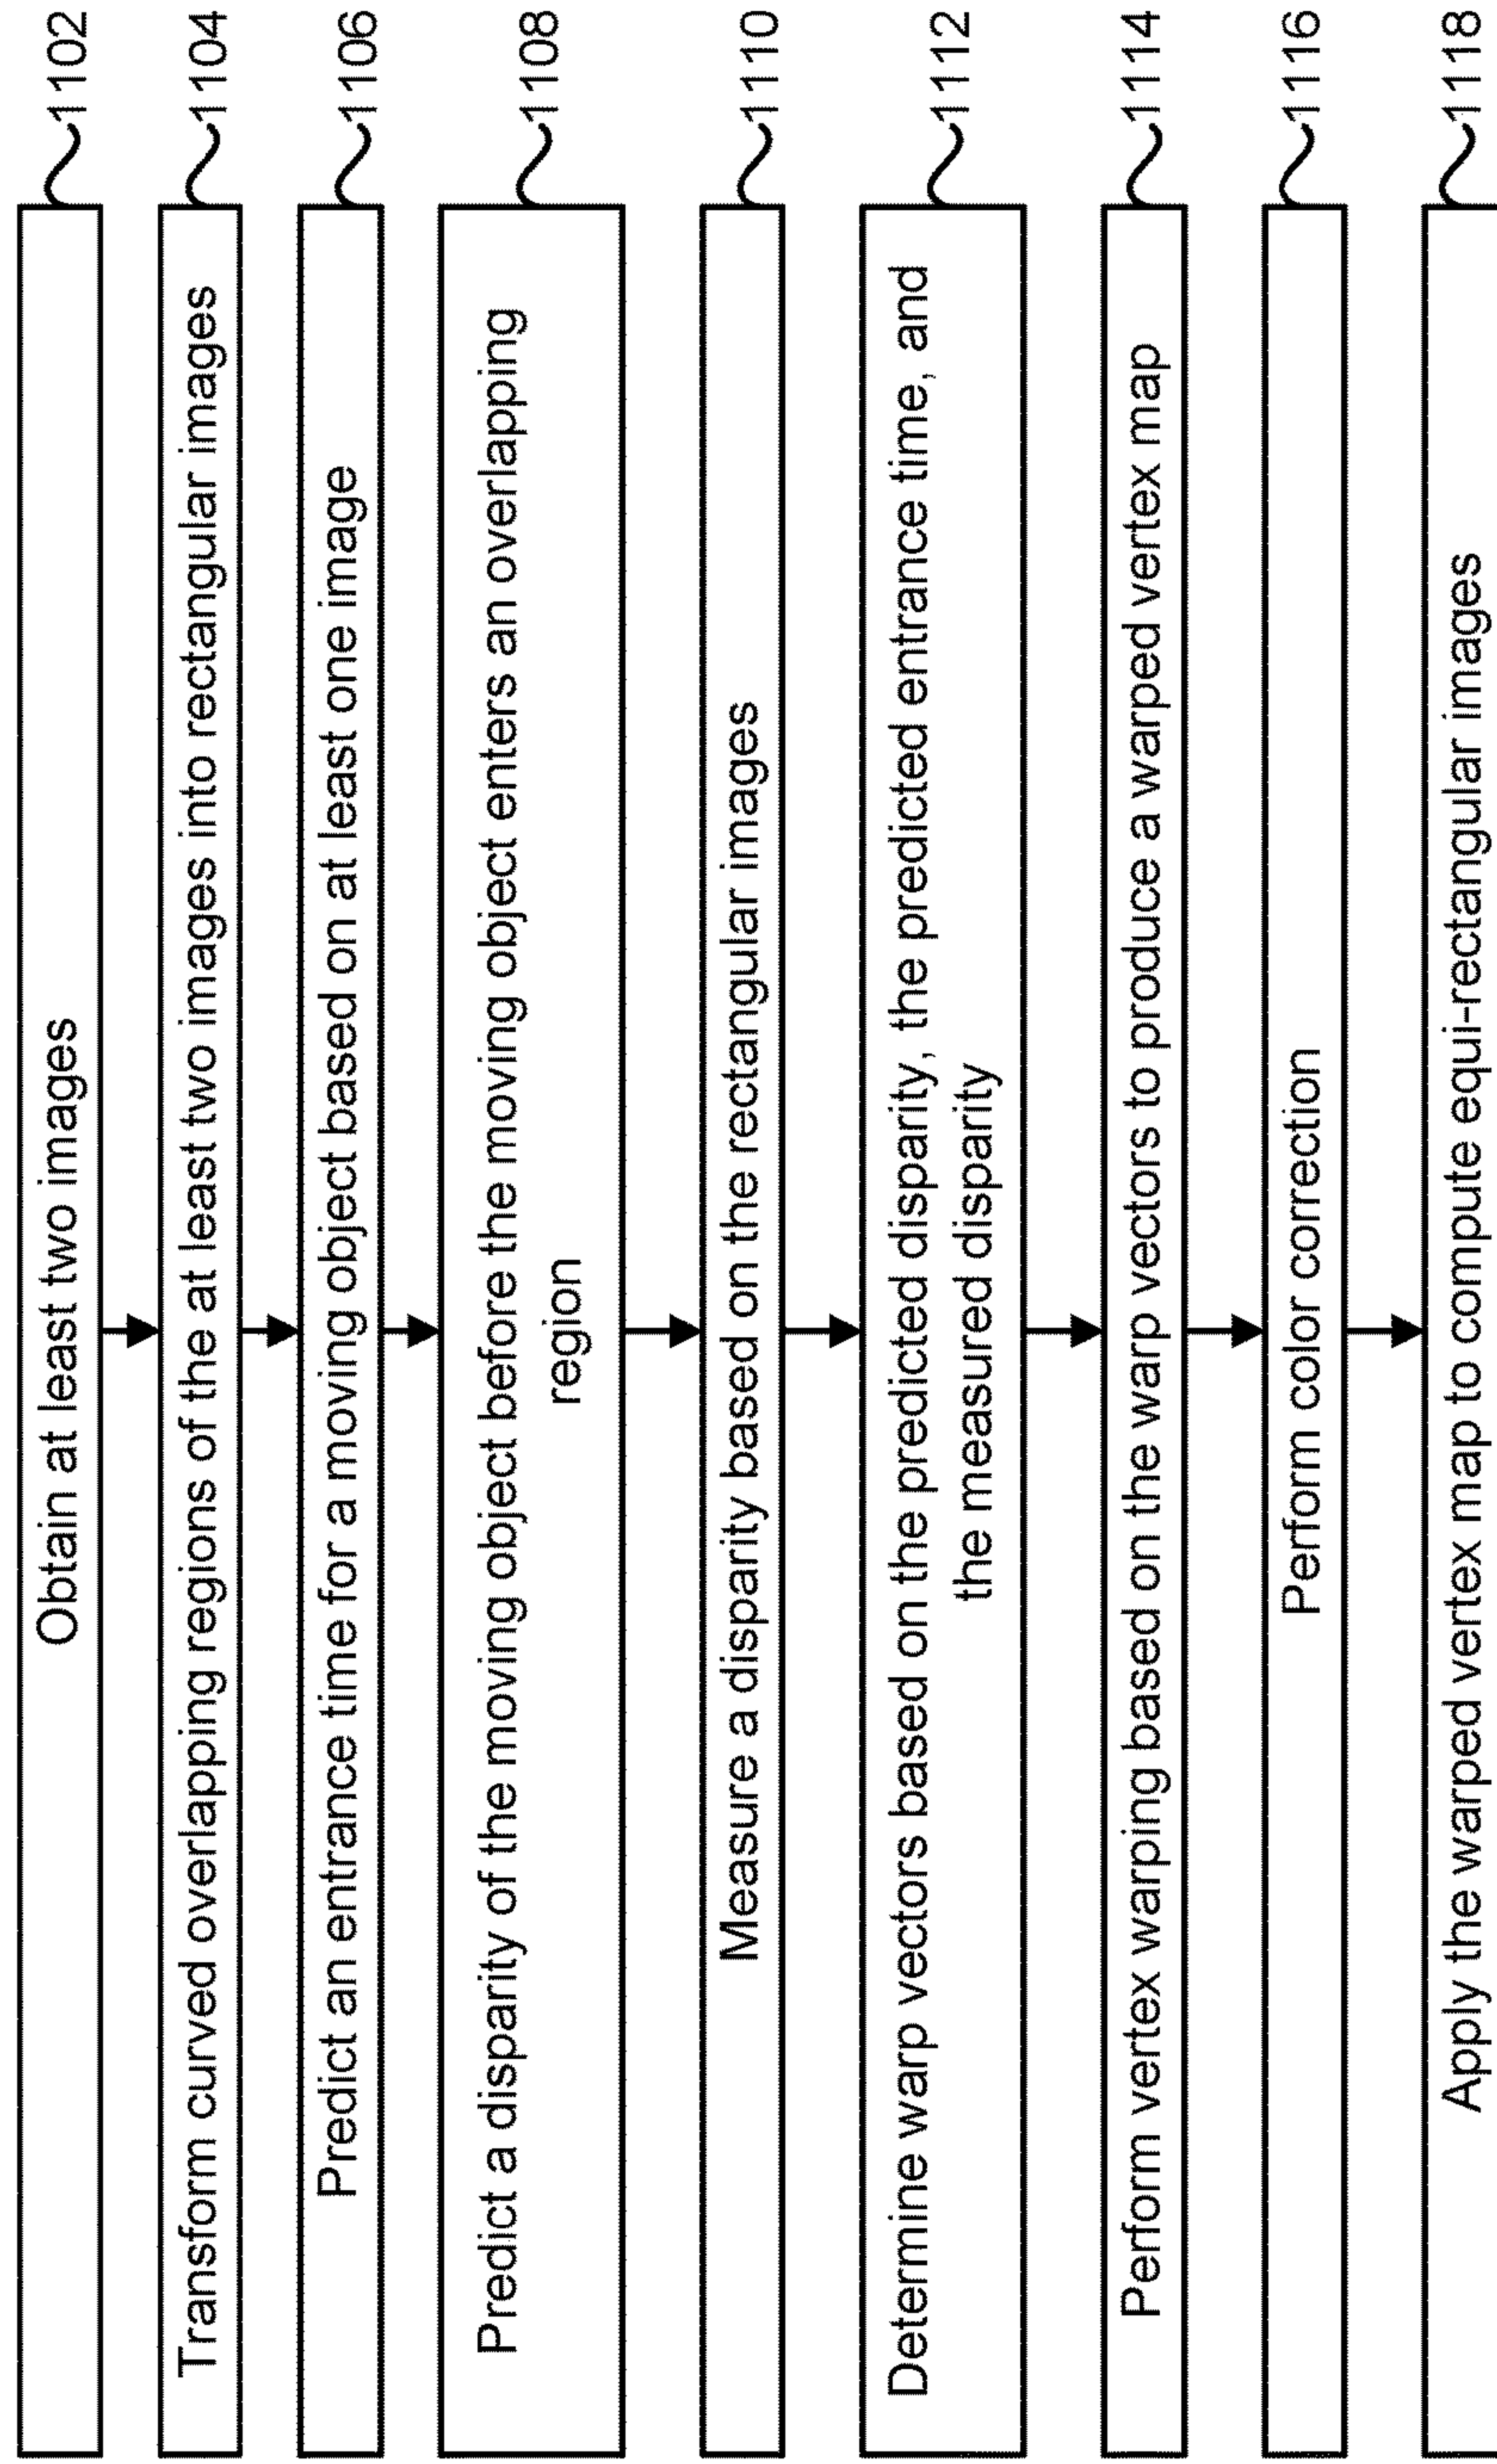 Obtain at least two images
1102
Transform curved overlapping regions of the at least two images into rectangular images
1104
Predict an entrance time for a moving object based on at least one image
1106
Predict a disparity of the moving object before the moving object enters an overlapping
region
1108
Measure a disparity based on the rectangular images
1110
Determine warp vectors based on the predicted disparity, the predicted entrance time, and
the measured disparity
1112
Perform vertex warping based on the warp vectors to produce a warped vertex map
1114
Perform color correction
1116
Apply the warped vertex map to compute equi-rectangular images
1118